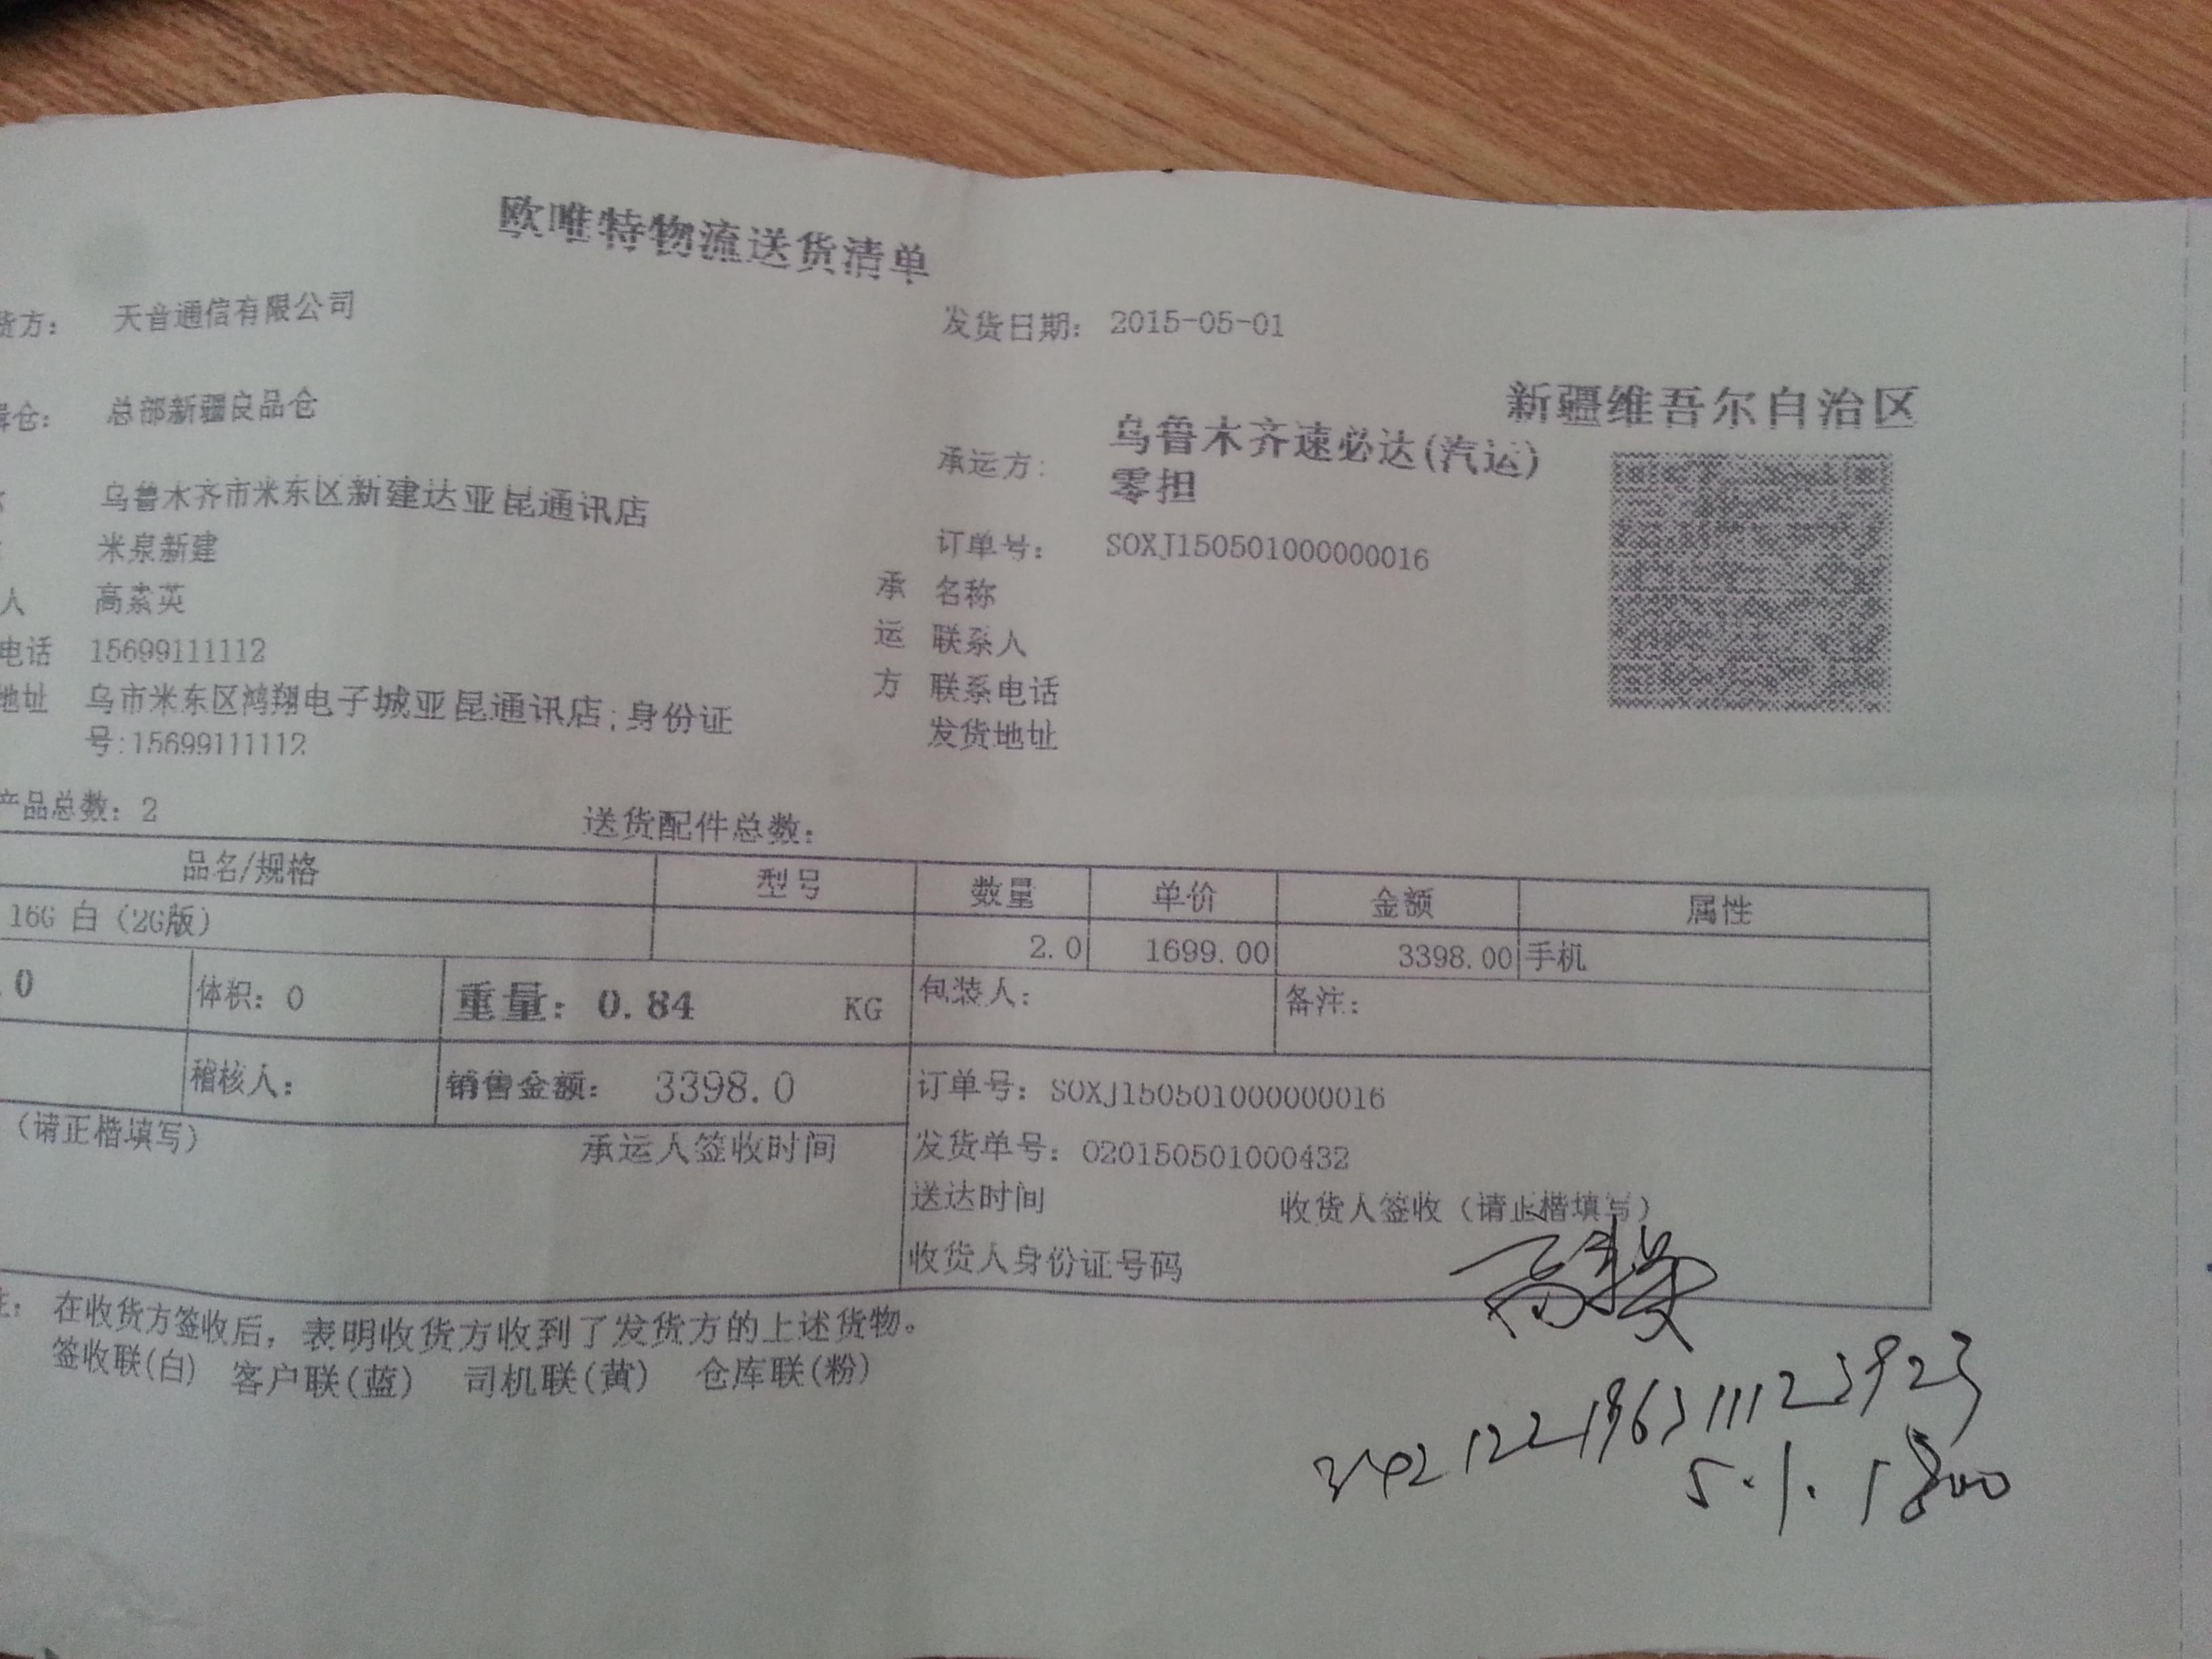 欧唯特物流送货清单
货方： 天音通信有限公司 发货日期： 2015-05-01
新疆维吾尔自治区
辑仓： 总部新疆良品仓
承运方： 乌鲁木齐速必达(汽运)
零担
乌鲁木齐市米东区新建达亚昆通讯店
米泉新建 订单号： SOXJ150501000000016
人 高素英 承 名称
电话 15699111112 运 联系人
地址 乌市米东区鸿翔电子城亚昆通讯店;身份证 方 联系电话
号:15699111112 发货地址
产品总数：2 送货配件总数：
品名/规格 型号 数量 单价 金额 属性
16G 白（2G版） 2.0 1699.00 3398.00 手机
.0 体积：0 重量：0.84 KG 包装人： 备注：
稽核人： 销售金额： 3398.0 订单号：SOXJ150501000000016
（请正楷填写） 承运人签收时间 发货单号：020150501000432
送达时间 收货人签收（请正楷填写）
收货人身份证号码
高素英
注： 在收货方签收后，表明收货方收到了发货方的上述货物。
签收联(白) 客户联(蓝) 司机联(黄) 仓库联(粉)
5.1. 1800